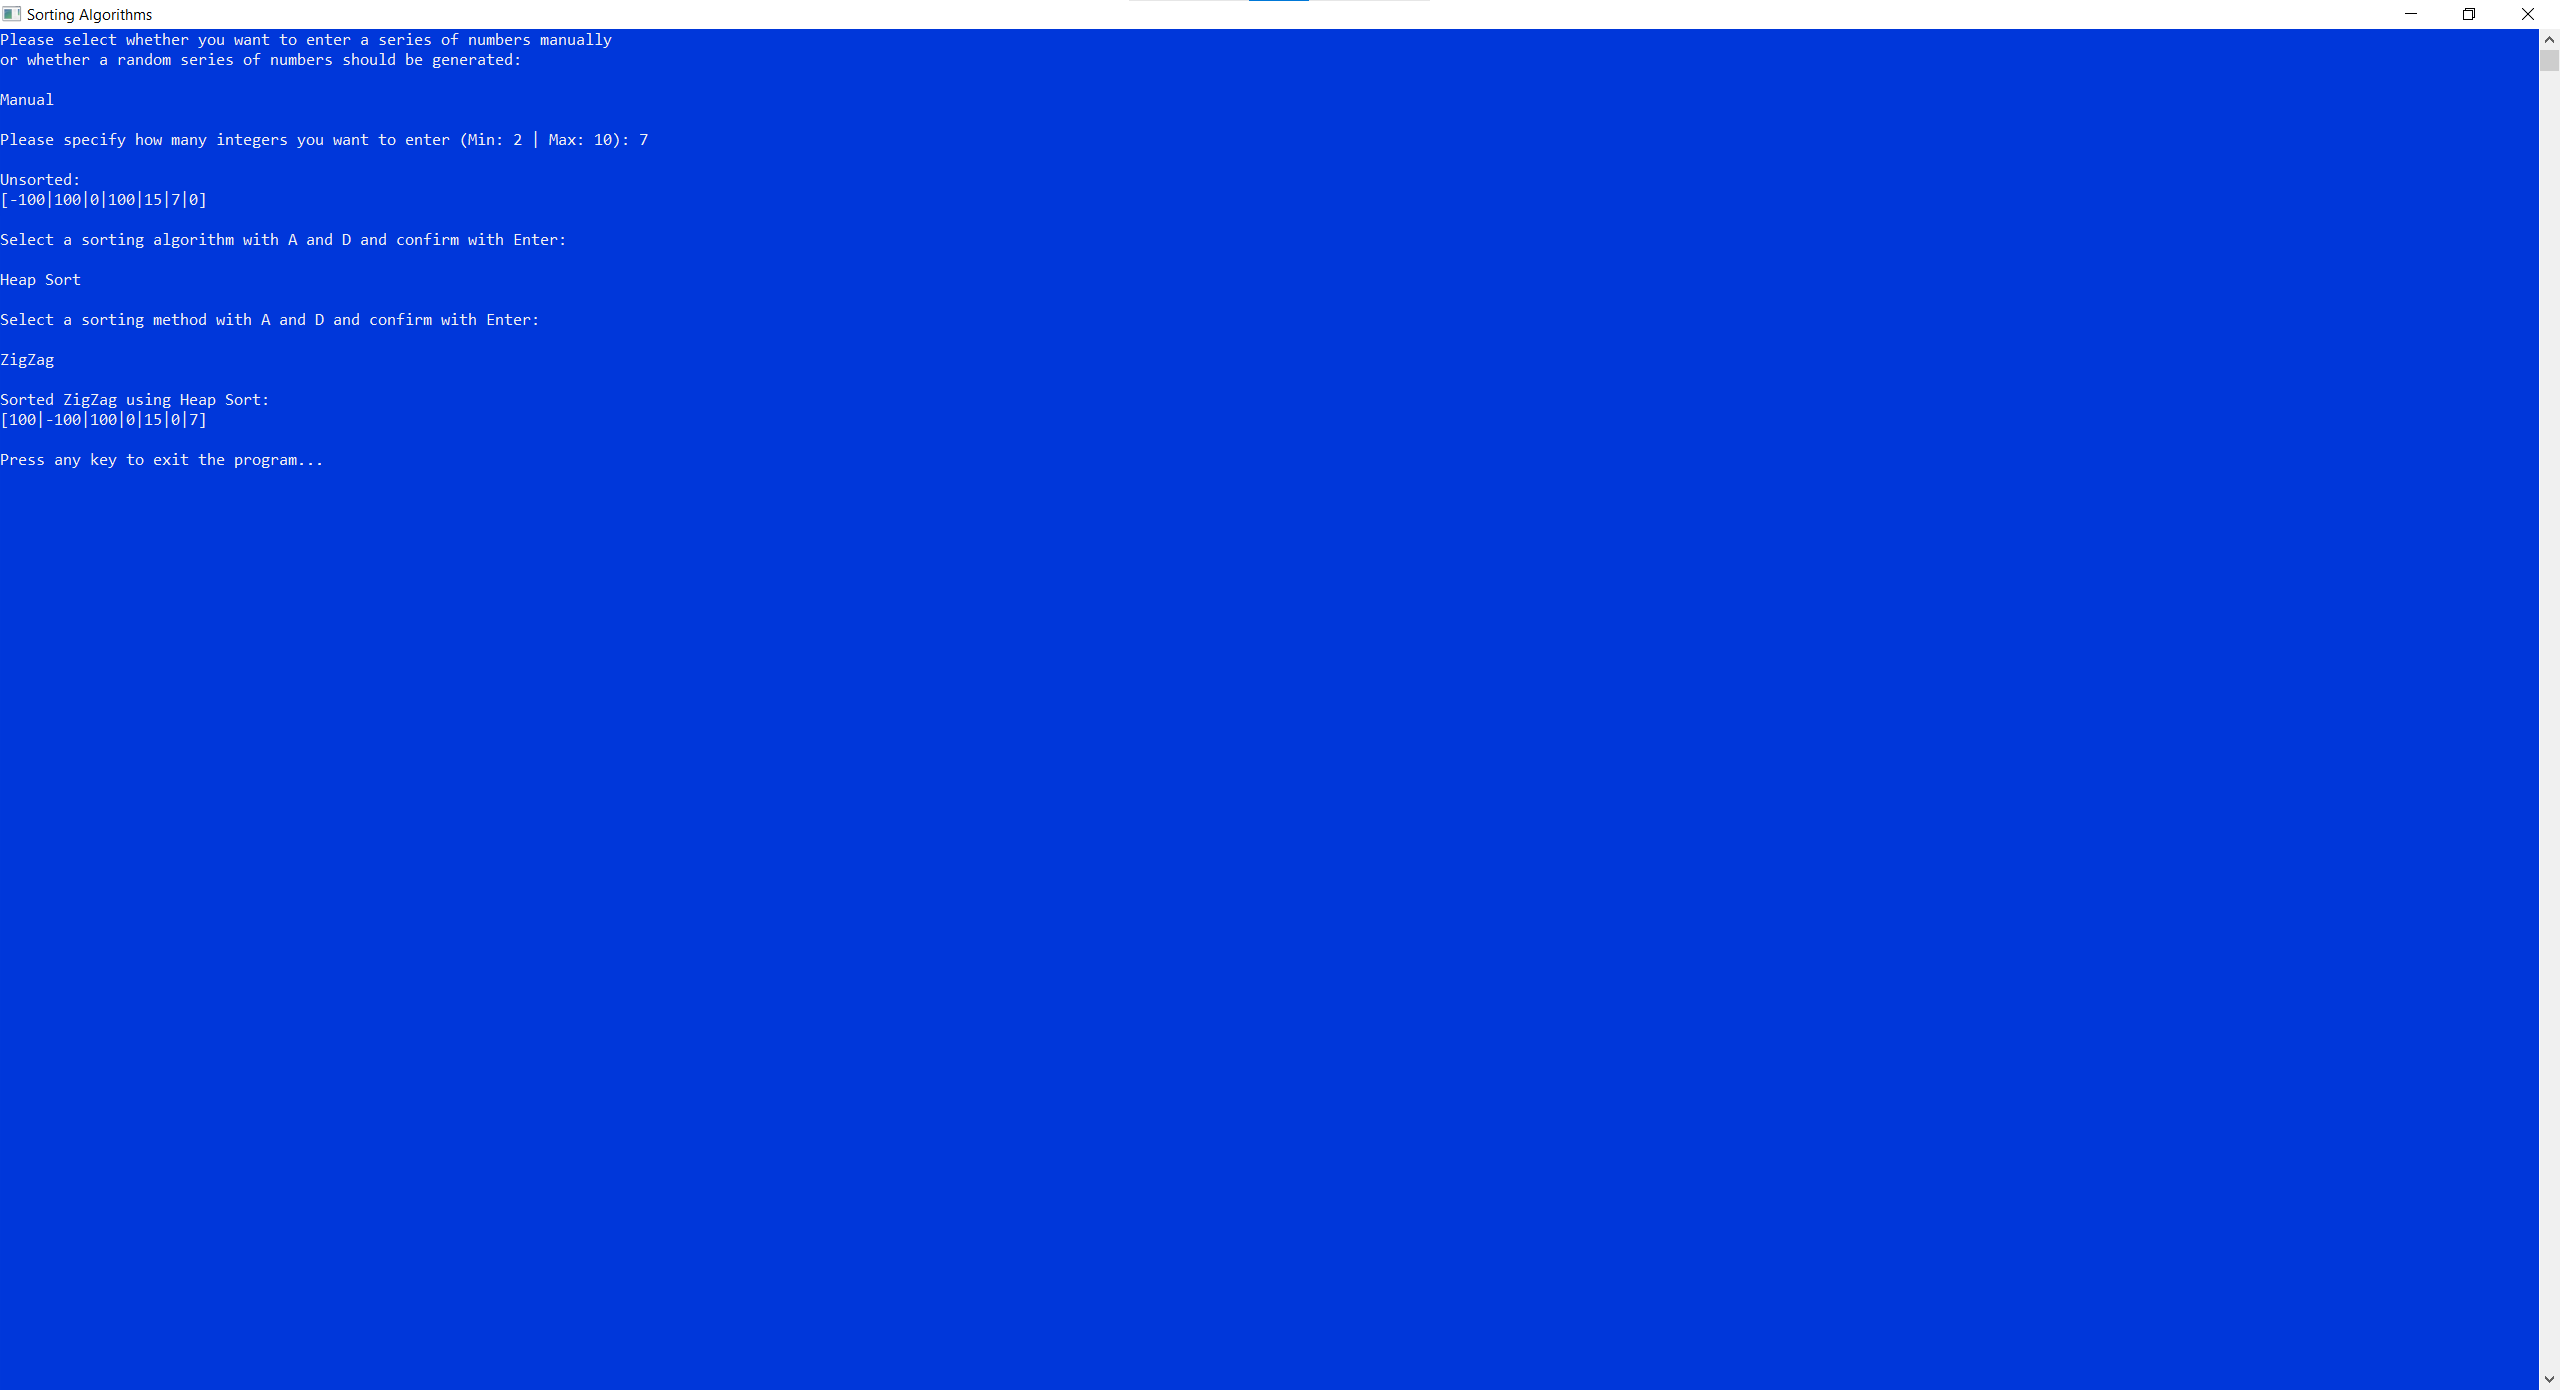 Sorting Algorithms
Please select whether you want to enter a series of numbers manually
or whether a random series of numbers should be generated:
Manual
Please specify how many integers you want to enter (Min: 2 | Max: 10): 7
Unsorted:
[-100|100|0|100|15|7|0]
Select a sorting algorithm with A and D and confirm with Enter:
Heap Sort
Select a sorting method with A and D and confirm with Enter:
ZigZag
Sorted ZigZag using Heap Sort:
[100|-100|100|0|15|0|7]
Press any key to exit the program...